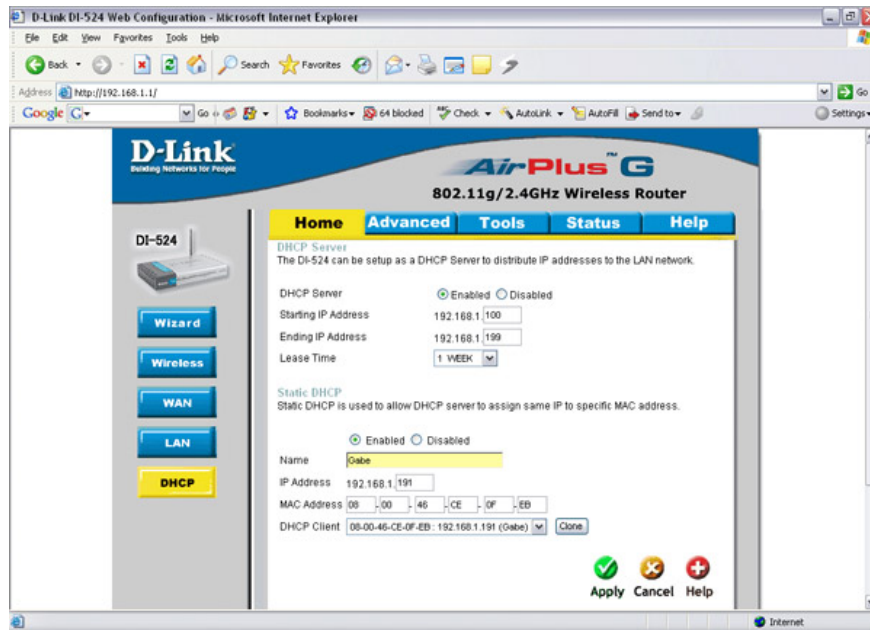 D-Link DI-524 Web Configuration - Microsoft Internet Explorer
File Edit View Favorites Tools Help
Back Search Favorites
Address http://192.168.1.1/ Go
Google G Go Bookmarks 64 blocked Check AutoLink AutoFill Send to Settings
D-Link
Building Networks for People
AirPlus G™
802.11g/2.4GHz Wireless Router
Home Advanced Tools Status Help
DI-524
Wizard
Wireless
WAN
LAN
DHCP
DHCP Server
The DI-524 can be setup as a DHCP Server to distribute IP addresses to the LAN network.
DHCP Server Enabled Disabled
Starting IP Address 192.168.1. 100
Ending IP Address 192.168.1. 199
Lease Time 1 WEEK
Static DHCP
Static DHCP is used to allow DHCP server to assign same IP to specific MAC address.
Enabled Disabled
Name Gabe
IP Address 192.168.1. 191
MAC Address 08 - 00 - 46 - CE - 0F - EB
DHCP Client 08-00-46-CE-0F-EB : 192.168.1.191 (Gabe) Clone
Apply Cancel Help
Internet